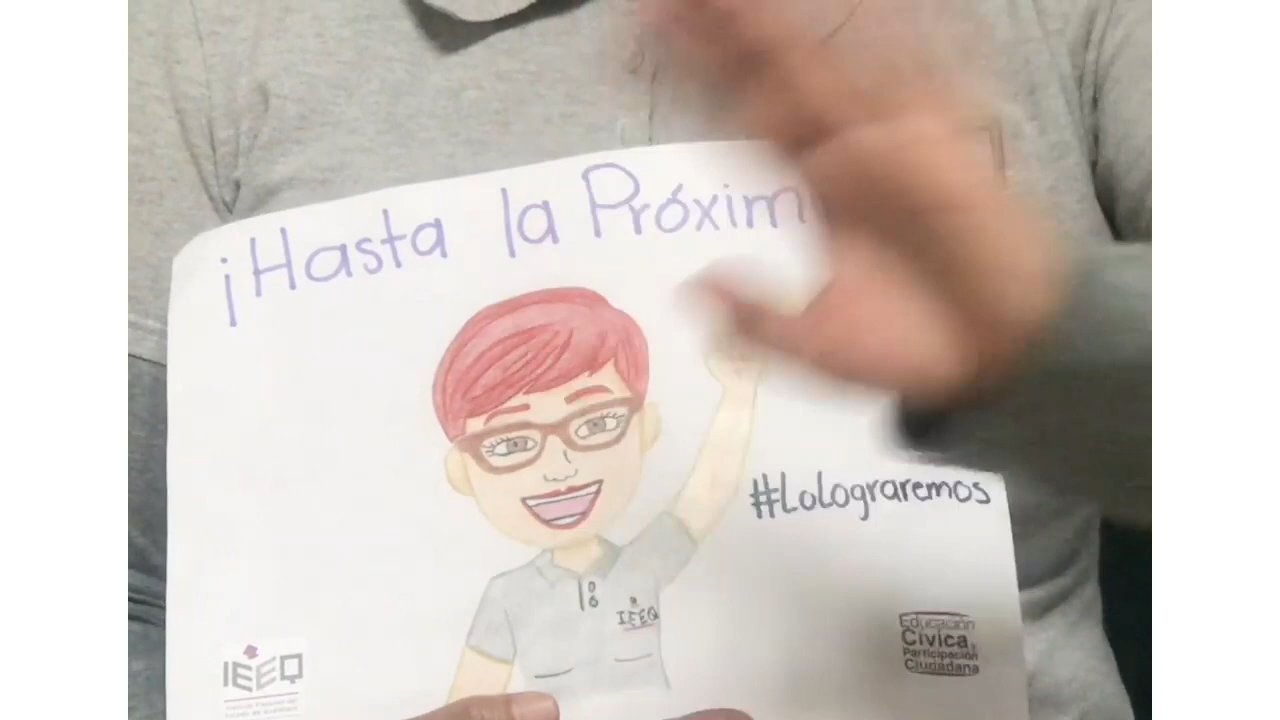 ¡Hasta la Próxim
#Lolograremos
IEEQ
IEEQ
Educación
Cívica y
Participación
Ciudadana